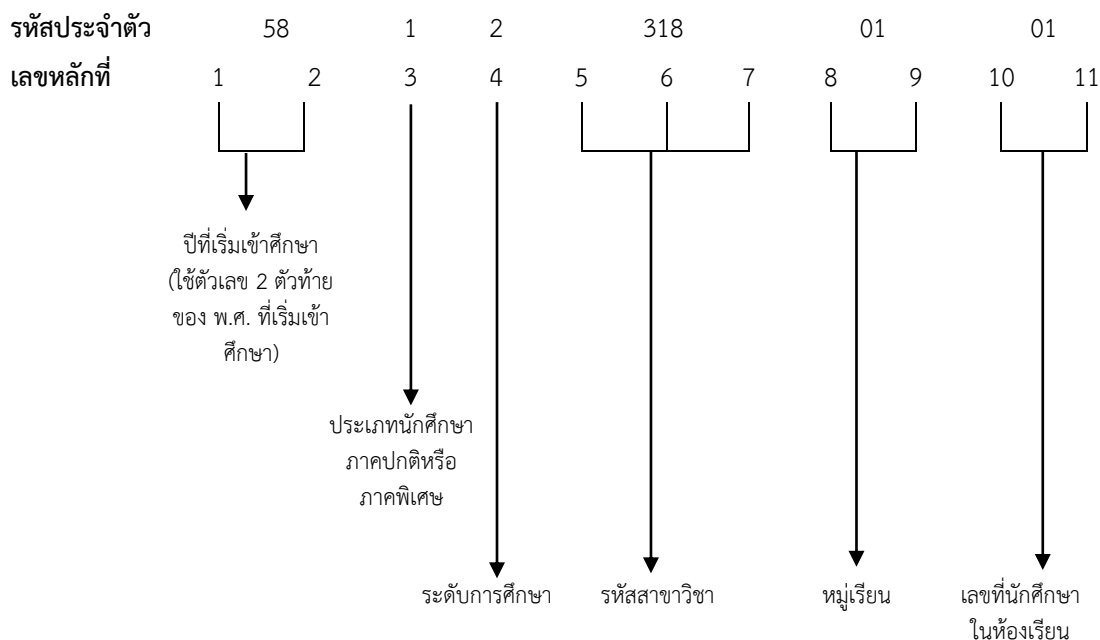 รหัสประจำตัว 58 1 2 318 01 01
เลขหลักที่ 1 2 3 4 5 6 7 8 9 10 11
ปีที่เริ่มเข้าศึกษา
(ใช้ตัวเลข 2 ตัวท้าย
ของ พ.ศ. ที่เริ่มเข้า
ศึกษา)
ประเภทนักศึกษา
ภาคปกติหรือ
ภาคพิเศษ
ระดับการศึกษา รหัสสาขาวิชา หมู่เรียน เลขที่นักศึกษา
ในห้องเรียน